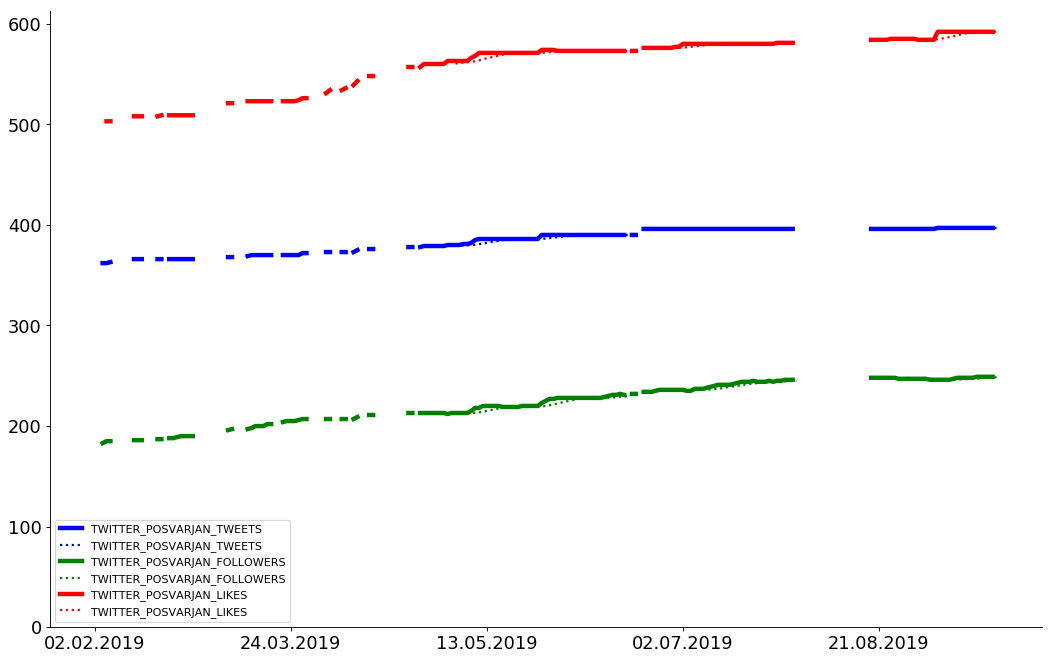 600
500
400
300
200
100
0
TWITTER_POSVARJAN_TWEETS
TWITTER_POSVARJAN_TWEETS
TWITTER_POSVARJAN_FOLLOWERS
TWITTER_POSVARJAN_FOLLOWERS
TWITTER_POSVARJAN_LIKES
TWITTER_POSVARJAN_LIKES
02.02.2019 24.03.2019 13.05.2019 02.07.2019 21.08.2019